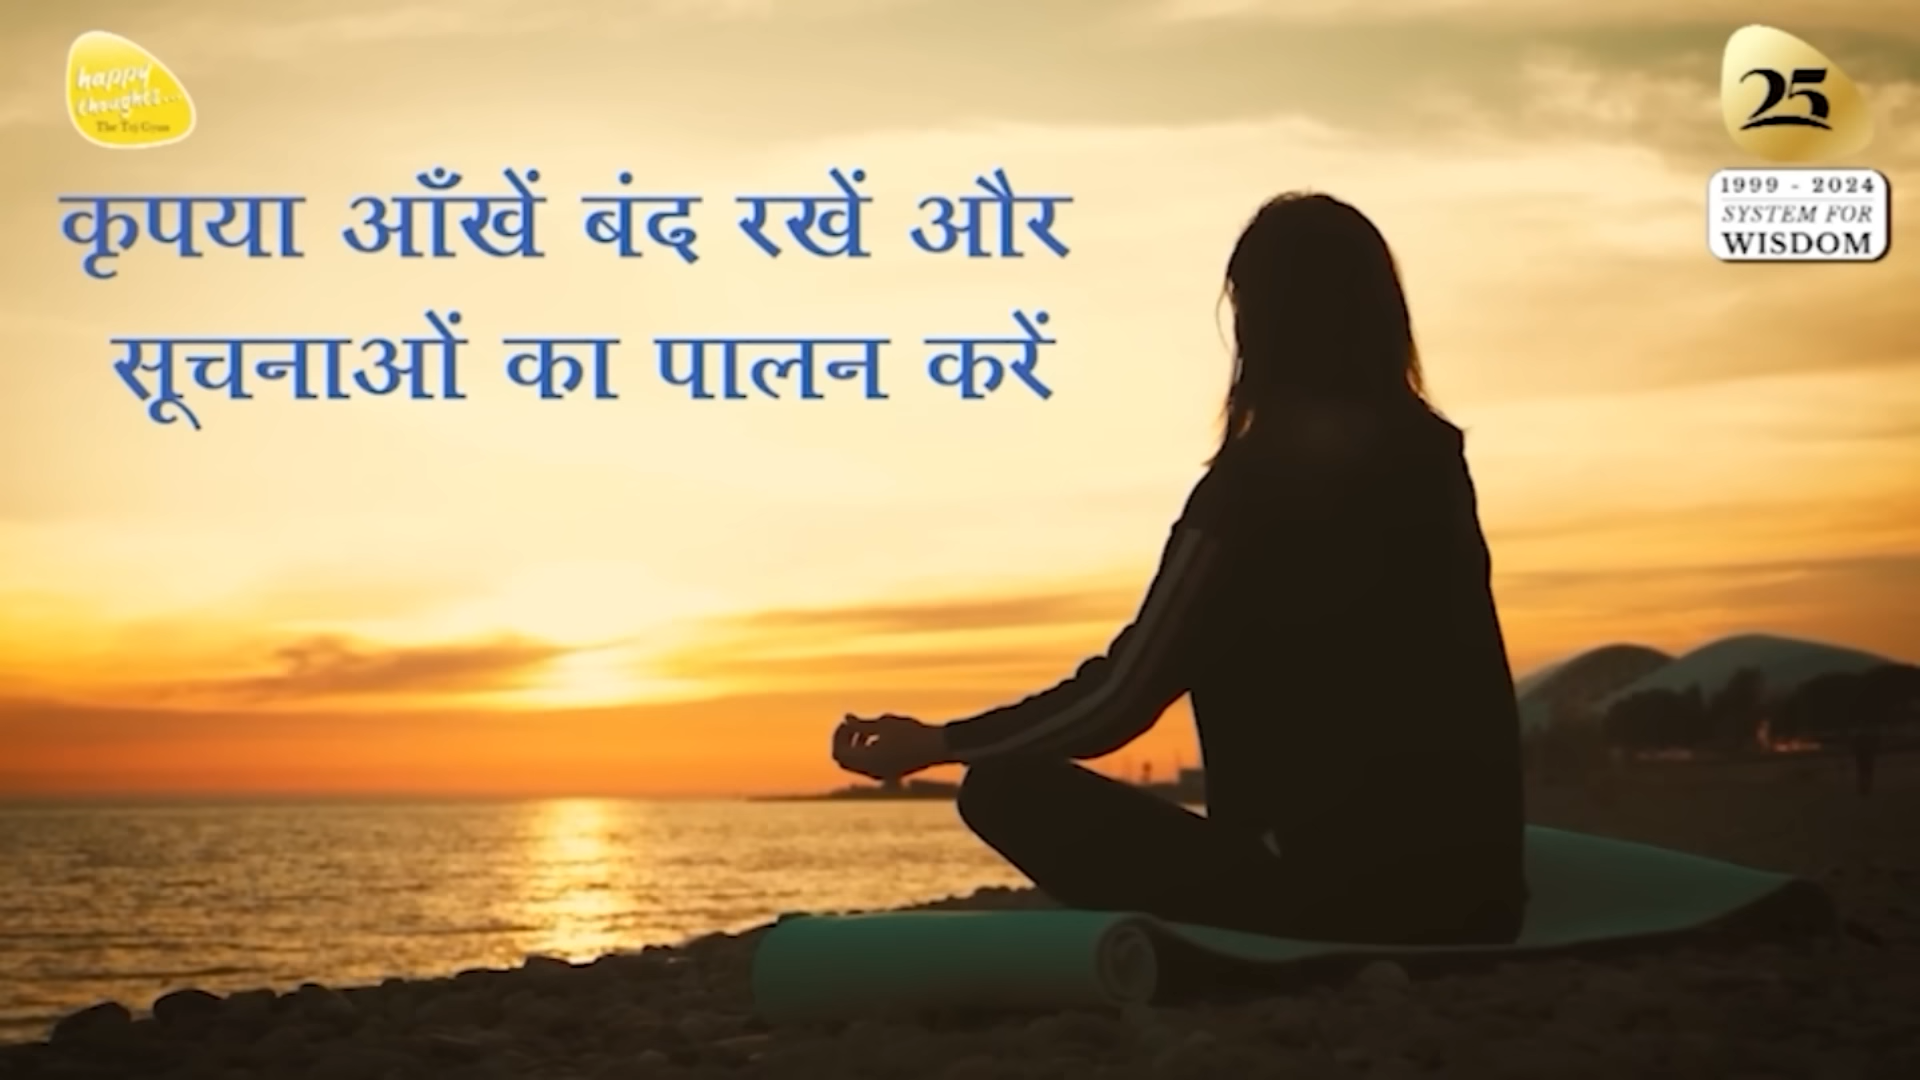 happy
thoughts...
The Tej Gyan
कृपया आँखें बंद रखें और
सूचनाओं का पालन करें
25
1999 - 2024
SYSTEM FOR
WISDOM